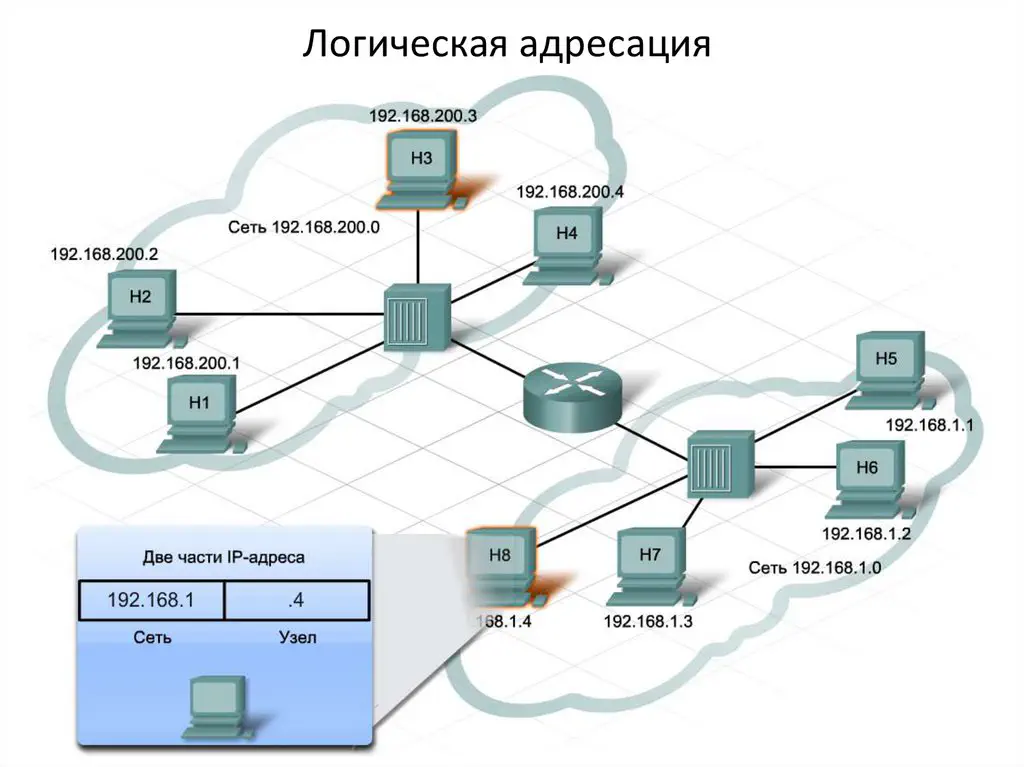 Логическая адресация
192.168.200.3
H3
192.168.200.4
H4
Сеть 192.168.200.0
192.168.200.2
H2
192.168.200.1
H1
H5
192.168.1.1
H6
192.168.1.2
Сеть 192.168.1.0
H7
192.168.1.3
H8
168.1.4
Две части IP-адреса
192.168.1 .4
Сеть Узел